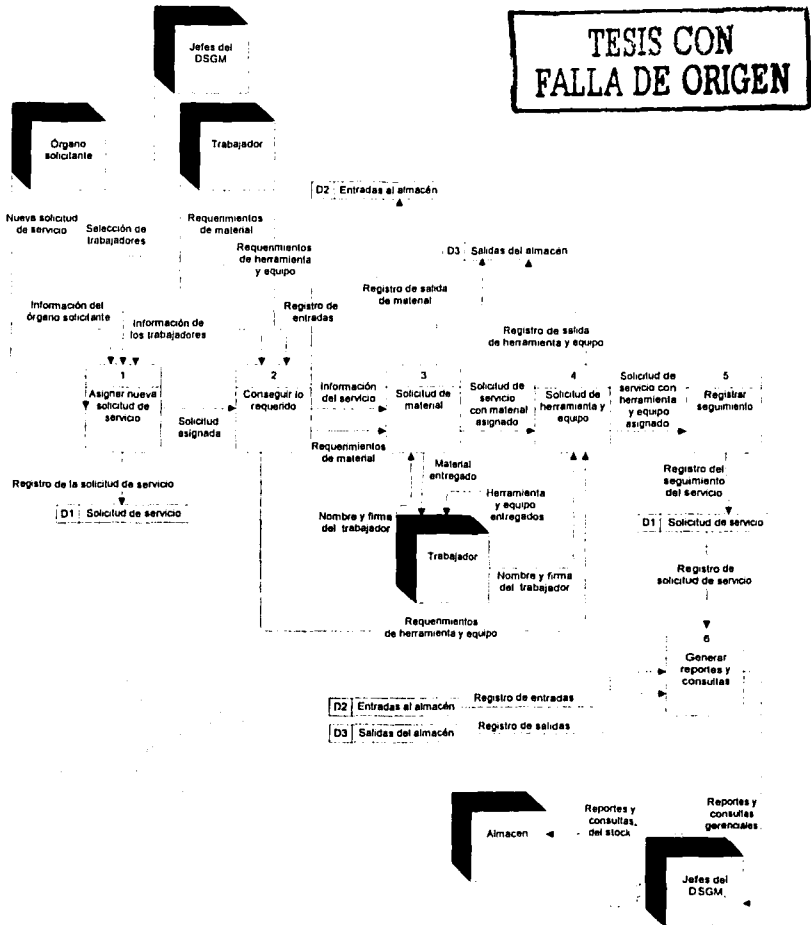 TESIS CON
FALLA DE ORIGEN
Jefes del
DSGM
Órgano
solicitante
Trabajador
D2 Entradas al almacén
Nueva solicitud
de servicio
Selección de
trabajadores
Requerimientos
de material
Requerimientos
de herramienta
y equipo
D3 Salidas del almacén
Información del
órgano solicitante
Información de
los trabajadores
Registro de
entradas
Registro de salida
de material
Registro de salida
de herramienta y equipo
1
Asignar nueva
solicitud de
servicio
Solicitud
asignada
2
Conseguir lo
requerido
Información
del servicio
Requerimientos
de material
3
Solicitud de
material
Solicitud de
servicio
con material
asignado
4
Solicitud de
herramienta y
equipo
Solicitud de
servicio con
herramienta
y equipo
asignado
5
Registrar
seguimiento
Registro de la solicitud de servicio
D1 Solicitud de servicio
Material
entregado
Herramienta
y equipo
entregados
Nombre y firma
del trabajador
Trabajador
Nombre y firma
del trabajador
Registro del
seguimiento
del servicio
D1 Solicitud de servicio
Registro de
solicitud de servicio
Requerimientos
de herramienta y equipo
6
Generar
reportes y
consultas
D2 Entradas al almacén
Registro de entradas
D3 Salidas del almacén
Registro de salidas
Almacen
Reportes y
consultas
del stock
Reportes y
consultas
gerenciales
Jefes del
DSGM